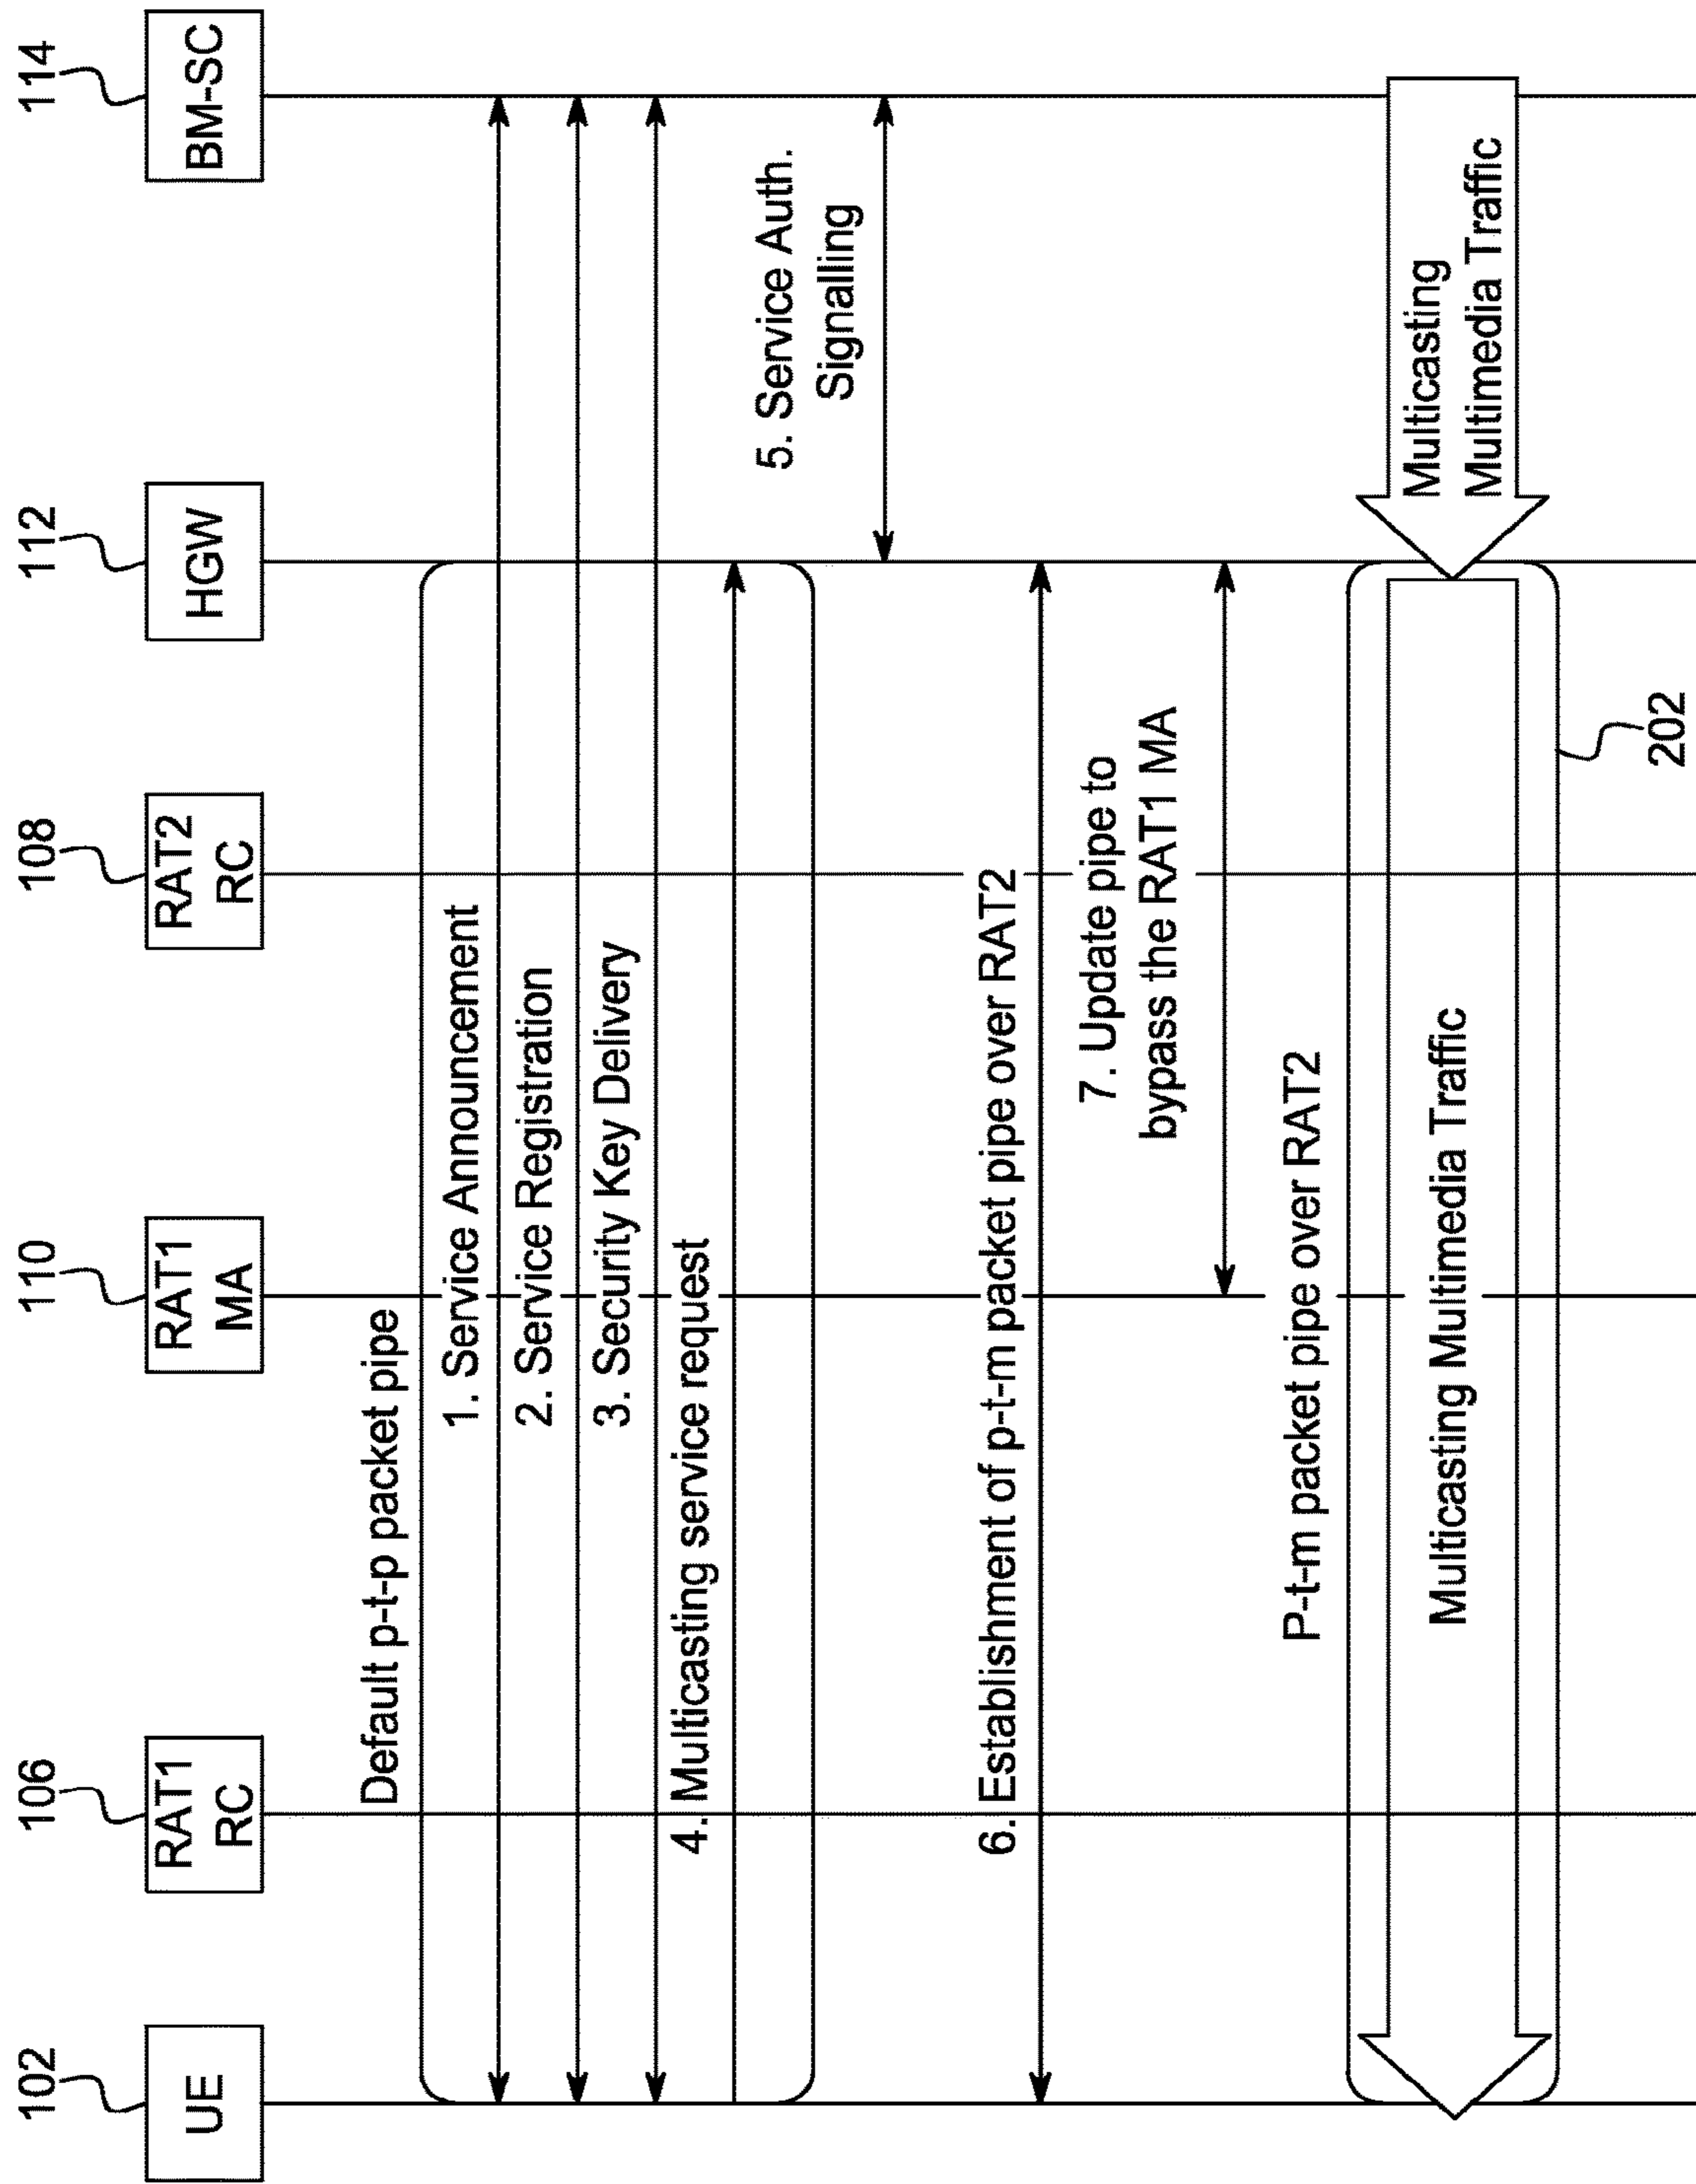 102
106
110
108
112
114
UE
RAT1
RC
RAT1
MA
RAT2
RC
HGW
BM-SC
Default p-t-p packet pipe
1. Service Announcement
2. Service Registration
3. Security Key Delivery
4. Multicasting service request
5. Service Auth.
Signalling
6. Establishment of p-t-m packet pipe over RAT2
7. Update pipe to
bypass the RAT1 MA
P-t-m packet pipe over RAT2
Multicasting Multimedia Traffic
Multicasting
Multimedia Traffic
202